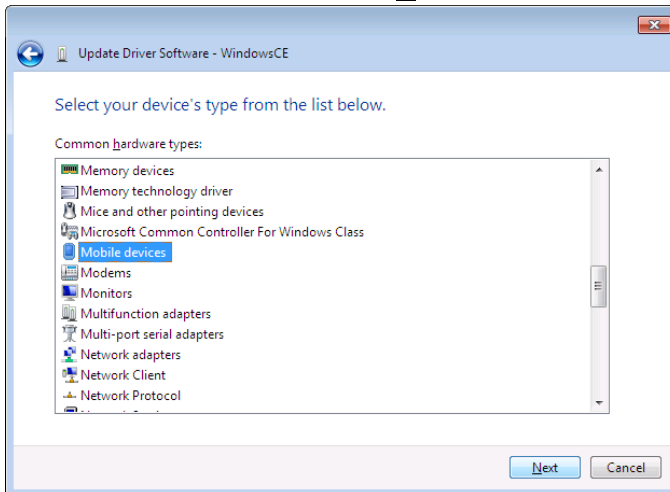 Update Driver Software - WindowsCE
Select your device's type from the list below.
Common hardware types:
Memory devices
Memory technology driver
Mice and other pointing devices
Microsoft Common Controller For Windows Class
Mobile devices
Modems
Monitors
Multifunction adapters
Multi-port serial adapters
Network adapters
Network Client
Network Protocol
Next
Cancel